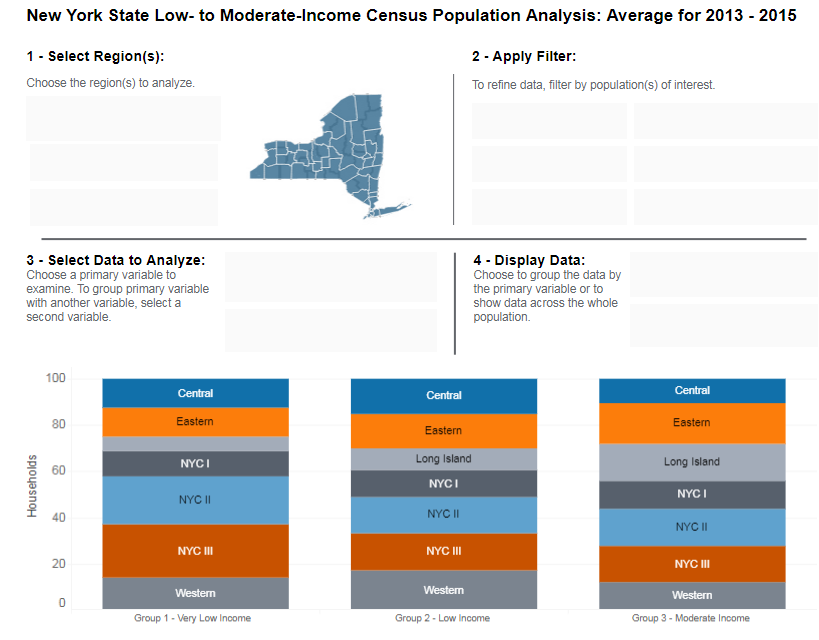 New York State Low- to Moderate-Income Census Population Analysis: Average for 2013 - 2015
1 - Select Region(s):
Choose the region(s) to analyze.
2 - Apply Filter:
To refine data, filter by population(s) of interest.
3 - Select Data to Analyze:
Choose a primary variable to
examine. To group primary variable
with another variable, select a
second variable.
4 - Display Data:
Choose to group the data by
the primary variable or to
show data across the whole
population.
Households
100
80
60
40
20
0
Central
Eastern
NYC I
NYC II
NYC III
Western
Group 1 - Very Low Income
Central
Eastern
Long Island
NYC I
NYC II
NYC III
Western
Group 2 - Low Income
Central
Eastern
Long Island
NYC I
NYC II
NYC III
Western
Group 3 - Moderate Income